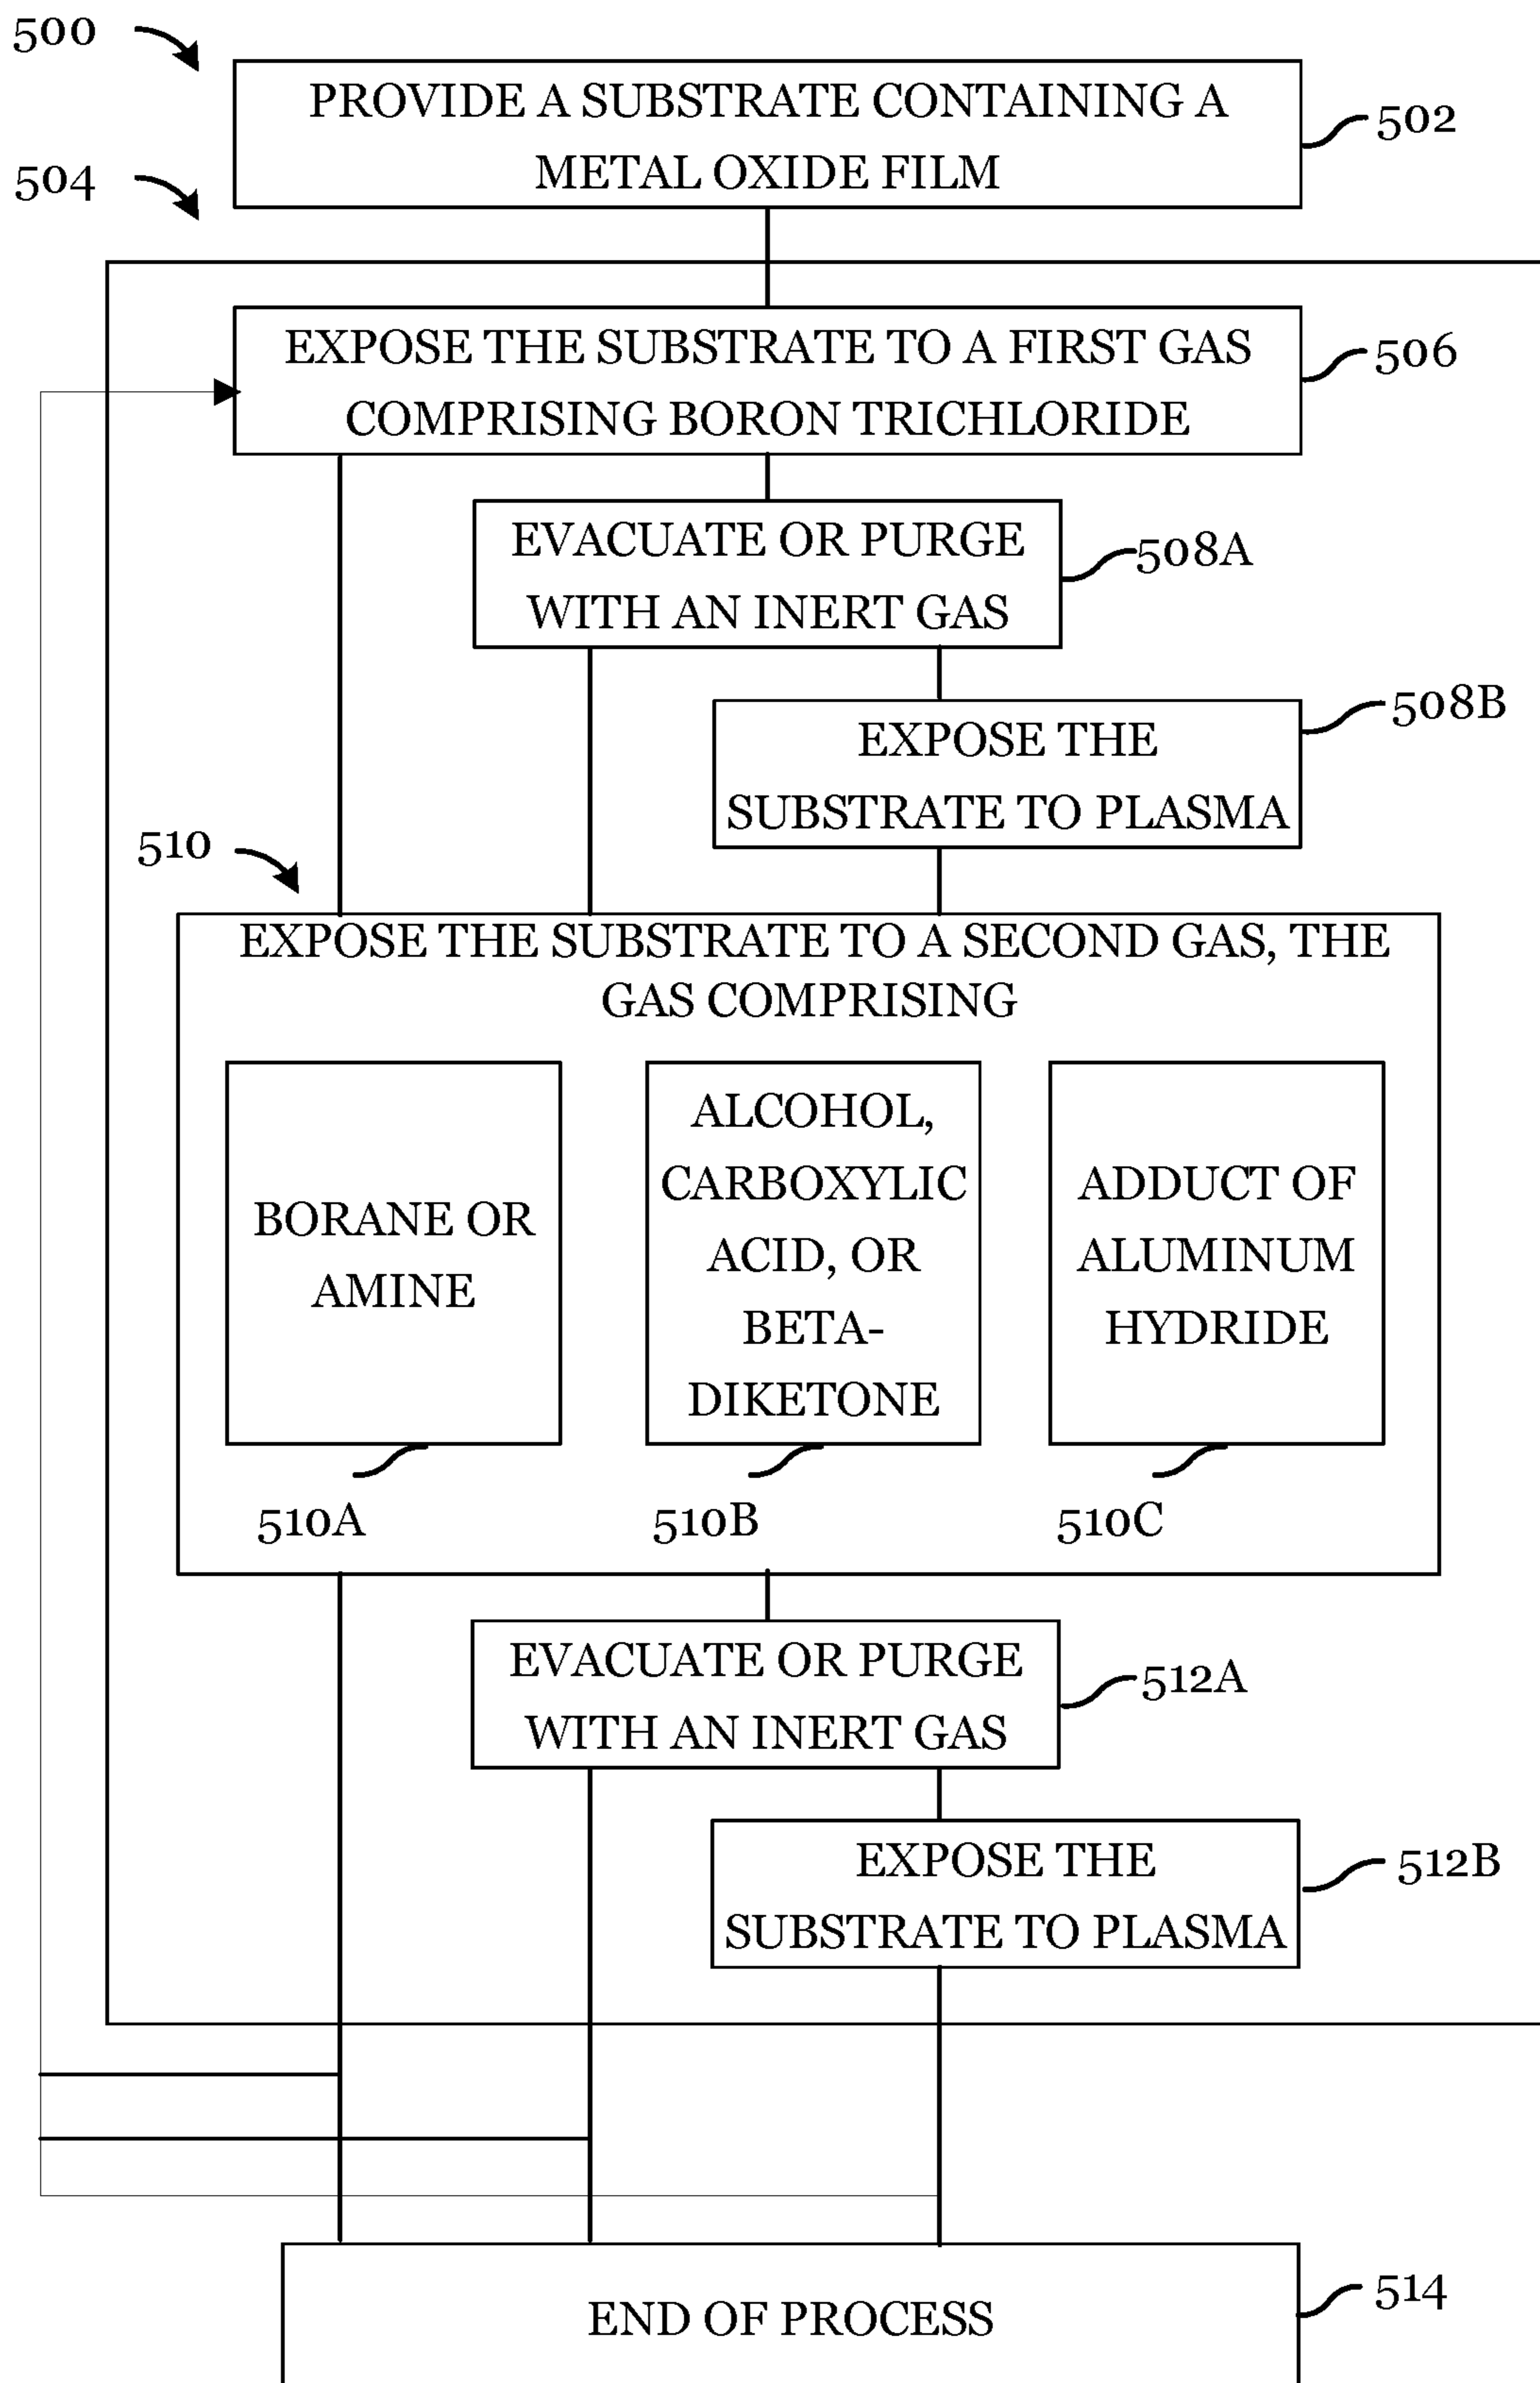 500
PROVIDE A SUBSTRATE CONTAINING A
METAL OXIDE FILM
502
504
EXPOSE THE SUBSTRATE TO A FIRST GAS
COMPRISING BORON TRICHLORIDE
506
EVACUATE OR PURGE
WITH AN INERT GAS
508A
EXPOSE THE
SUBSTRATE TO PLASMA
508B
510
EXPOSE THE SUBSTRATE TO A SECOND GAS, THE
GAS COMPRISING
BORANE OR
AMINE
510A
ALCOHOL,
CARBOXYLIC
ACID, OR
BETA-
DIKETONE
510B
ADDUCT OF
ALUMINUM
HYDRIDE
510C
EVACUATE OR PURGE
WITH AN INERT GAS
512A
EXPOSE THE
SUBSTRATE TO PLASMA
512B
END OF PROCESS
514